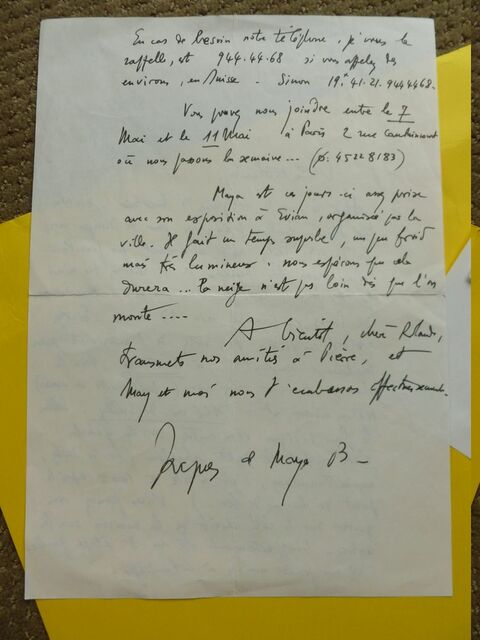 En cas de besoin notre téléphone, je vous le
rappelle, est 944.44.68 si vous appelez des
environs, en Suisse - Sinon 19.* 41.21.9444468.
Vous pouvez nous joindre entre le 7
Mai et le 11 Mai à Paris 2 rue
où nous passons la semaine... (Ø. 45228183)
Maya est ces jours-ci assez prise
avec son exposition à Evian, organisée par la
ville. Il fait un temps superbe, un peu froid
mais très lumineux. nous espérons que cela
durera... la neige n'est pas loin dès que l'on
monte....
A bientôt, chère
transmets nos amitiés à Pierre, et
May et moi nous t'embrassons affectueusement.
Jacques et Maya B-